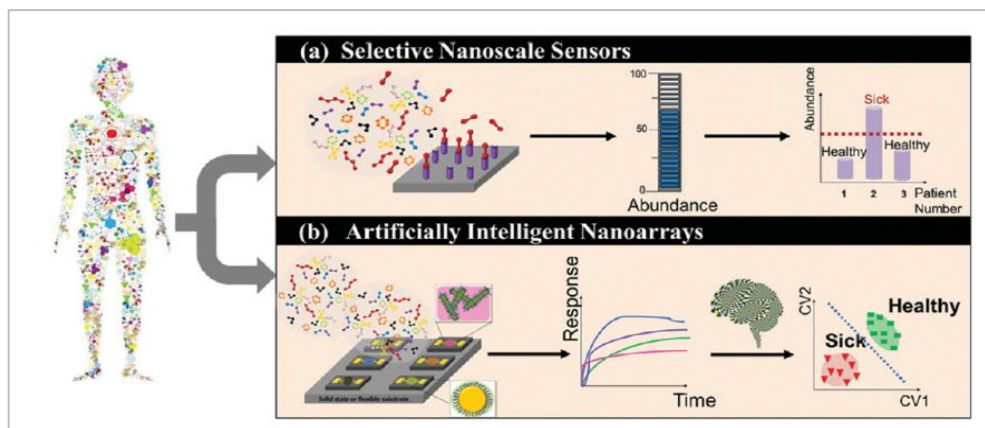 (a) Selective Nanoscale Sensors
100
50
0
Abundance
Abundance
Sick
Healthy
Healthy
1 2 3
Patient
Number
(b) Artificially Intelligent Nanoarrays
Solid state or flexible substrate
Response
Time
CV2
Healthy
Sick
CV1